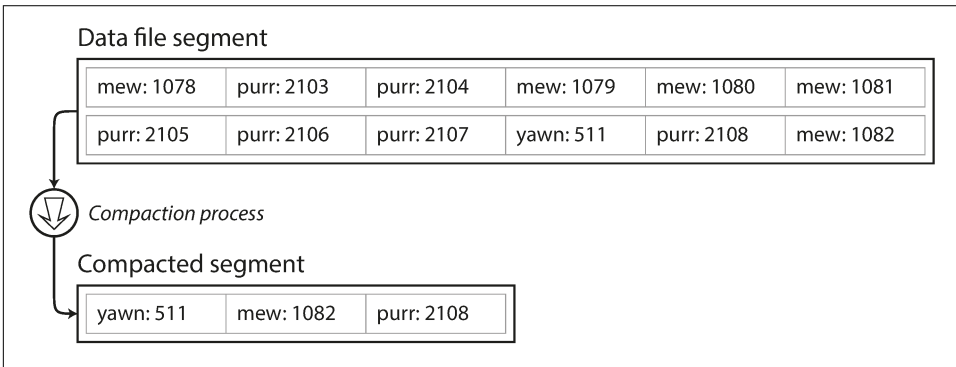 Data file segment
mew: 1078 purr: 2103 purr: 2104 mew: 1079 mew: 1080 mew: 1081
purr: 2105 purr: 2106 purr: 2107 yawn: 511 purr: 2108 mew: 1082
Compaction process
Compacted segment
yawn: 511 mew: 1082 purr: 2108